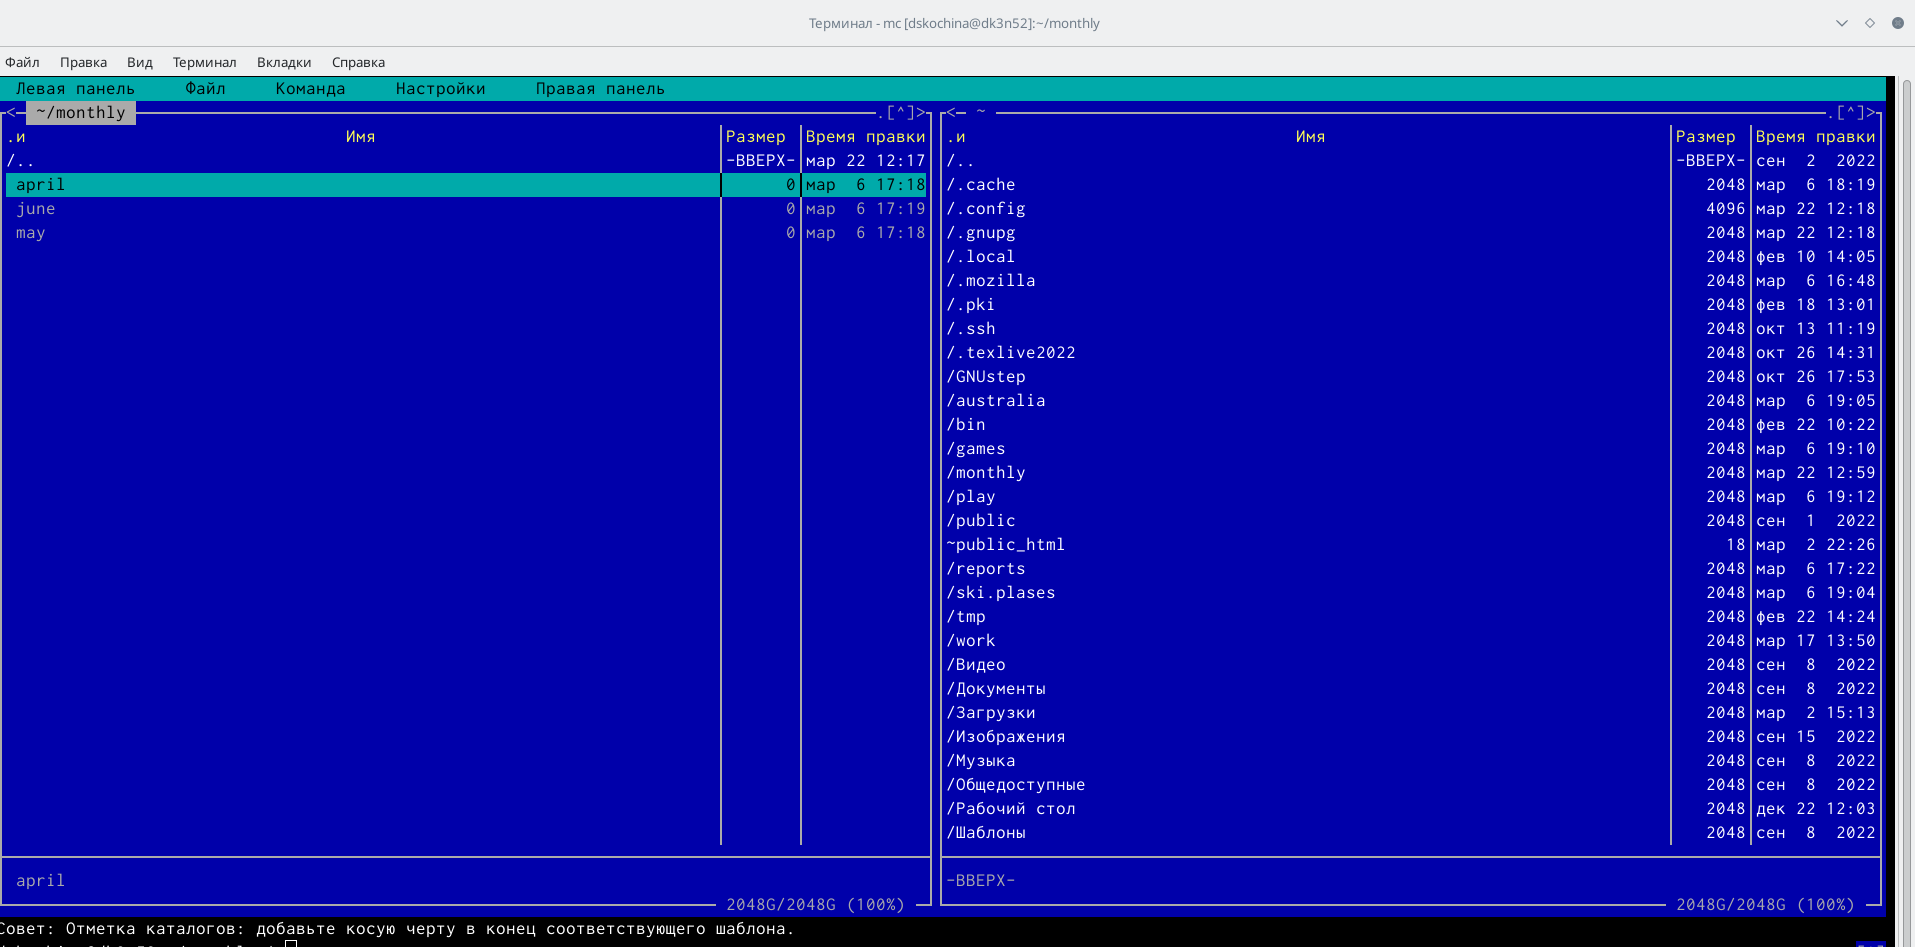 Терминал - mc [dskochina@dk3n52]:~/monthly
Файл Правка Вид Терминал Вкладки Справка
Левая панель Файл Команда Настройки Правая панель
<─ ~/monthly ─.[^]>
.и Имя Размер Время правки
/.. -ВВЕРХ- мар 22 12:17
april 0 мар 6 17:18
june 0 мар 6 17:19
may 0 мар 6 17:18
april
2048G/2048G (100%)
<─ ~ ─.[^]>
.и Имя Размер Время правки
/.. -ВВЕРХ- сен 2 2022
/.cache 2048 мар 6 18:19
/.config 4096 мар 22 12:18
/.gnupg 2048 мар 22 12:18
/.local 2048 фев 10 14:05
/.mozilla 2048 мар 6 16:48
/.pki 2048 фев 18 13:01
/.ssh 2048 окт 13 11:19
/.texlive2022 2048 окт 26 14:31
/GNUstep 2048 окт 26 17:53
/australia 2048 мар 6 19:05
/bin 2048 фев 22 10:22
/games 2048 мар 6 19:10
/monthly 2048 мар 22 12:59
/play 2048 мар 6 19:12
/public 2048 сен 1 2022
~public_html 18 мар 2 22:26
/reports 2048 мар 6 17:22
/ski.plases 2048 мар 6 19:04
/tmp 2048 фев 22 14:24
/work 2048 мар 17 13:50
/Видео 2048 сен 8 2022
/Документы 2048 сен 8 2022
/Загрузки 2048 мар 2 15:13
/Изображения 2048 сен 15 2022
/Музыка 2048 сен 8 2022
/Общедоступные 2048 сен 8 2022
/Рабочий стол 2048 дек 22 12:03
/Шаблоны 2048 сен 8 2022
-ВВЕРХ-
2048G/2048G (100%)
Совет: Отметка каталогов: добавьте косую черту в конец соответствующего шаблона.